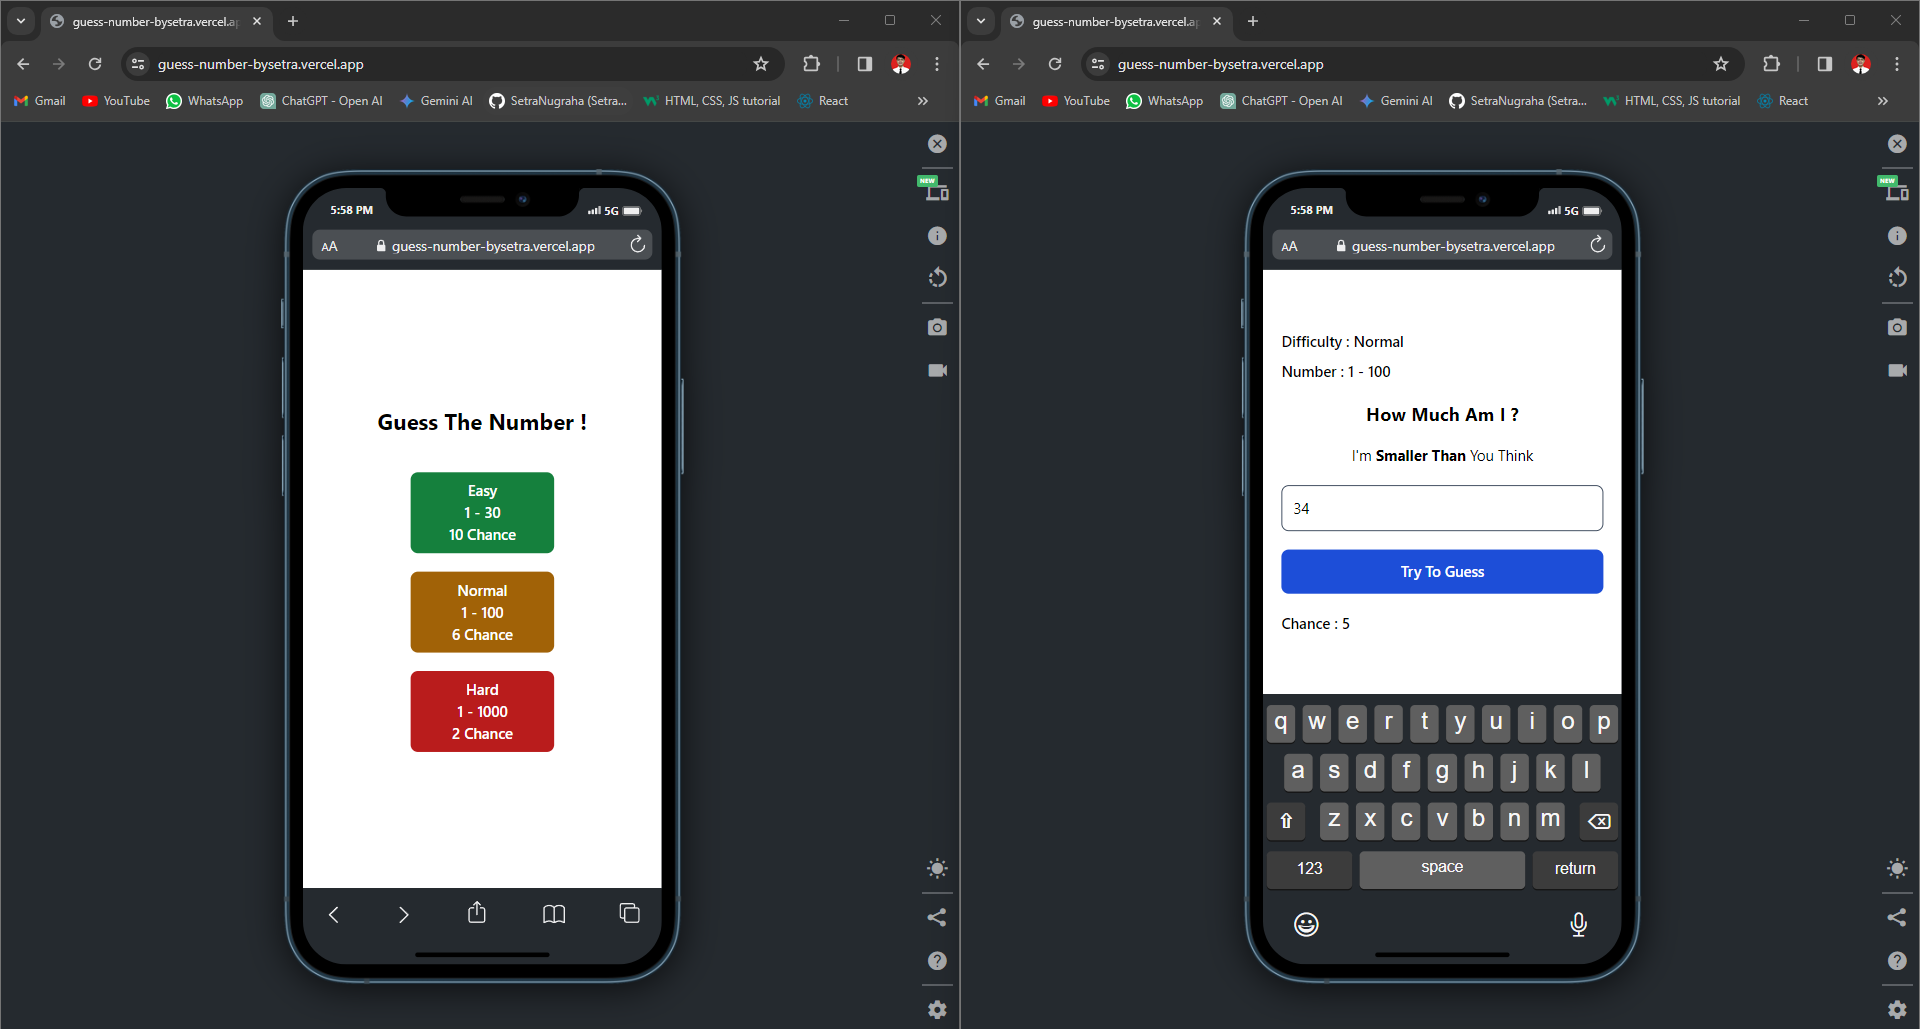 guess-number-bysetra.vercel.ap
guess-number-bysetra.vercel.app
Gmail
YouTube
WhatsApp
ChatGPT - Open AI
Gemini AI
SetraNugraha (Setra...
HTML, CSS, JS tutorial
React
NEW
5:58 PM
5G
AA
guess-number-bysetra.vercel.app
Guess The Number !
Easy
1 - 30
10 Chance
Normal
1 - 100
6 Chance
Hard
1 - 1000
2 Chance
guess-number-bysetra.vercel.ap
guess-number-bysetra.vercel.app
Gmail
YouTube
WhatsApp
ChatGPT - Open AI
Gemini AI
SetraNugraha (Setra...
HTML, CSS, JS tutorial
React
NEW
5:58 PM
5G
AA
guess-number-bysetra.vercel.app
Difficulty : Normal
Number : 1 - 100
How Much Am I ?
I'm Smaller Than You Think
34
Try To Guess
Chance : 5
q w e r t y u i o p
a s d f g h j k l
z x c v b n m
123 space return